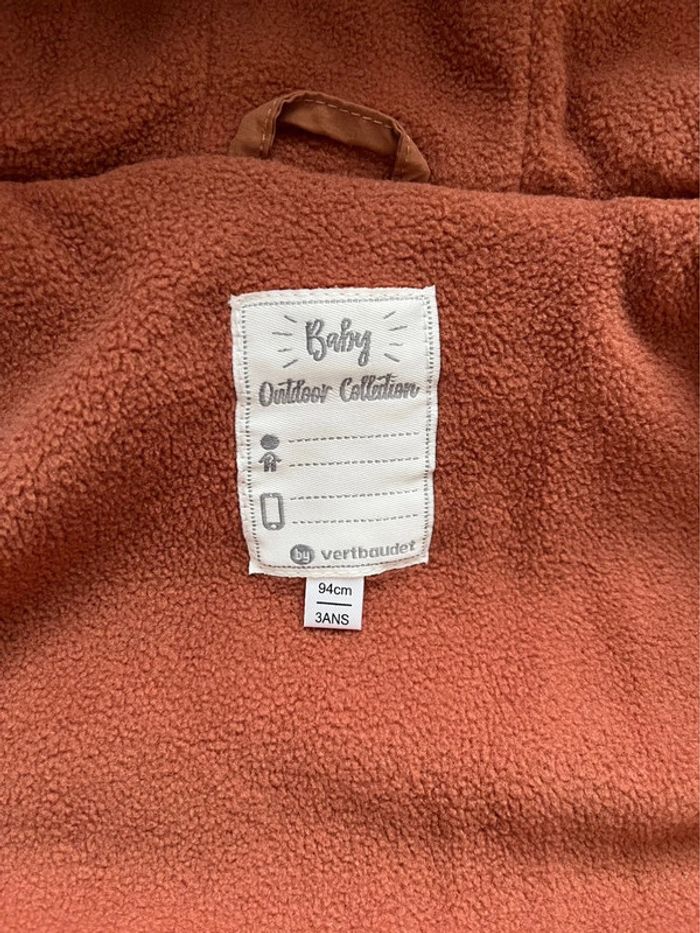 Baby
Outdoor Collection
by vertbaudet
94cm
3ANS